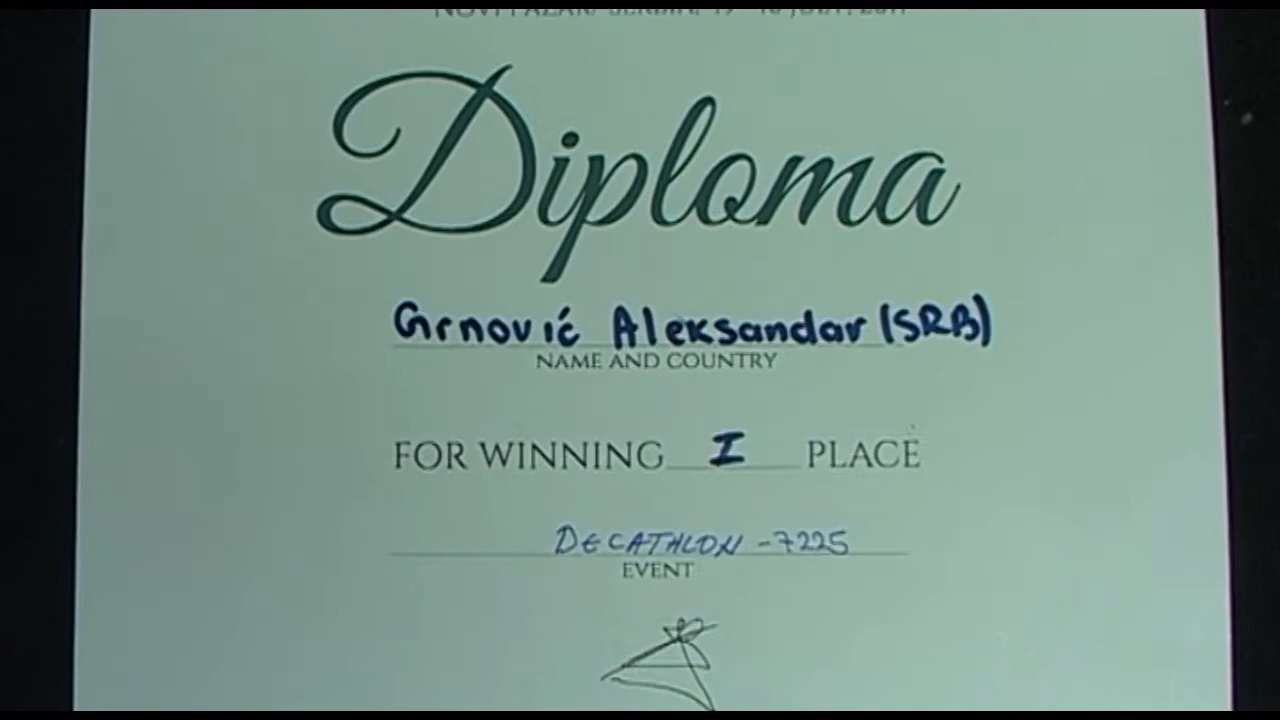 Diploma
Grnović Aleksandar (SRB)
NAME AND COUNTRY
FOR WINNING I PLACE
DECATHLON - 7225
EVENT